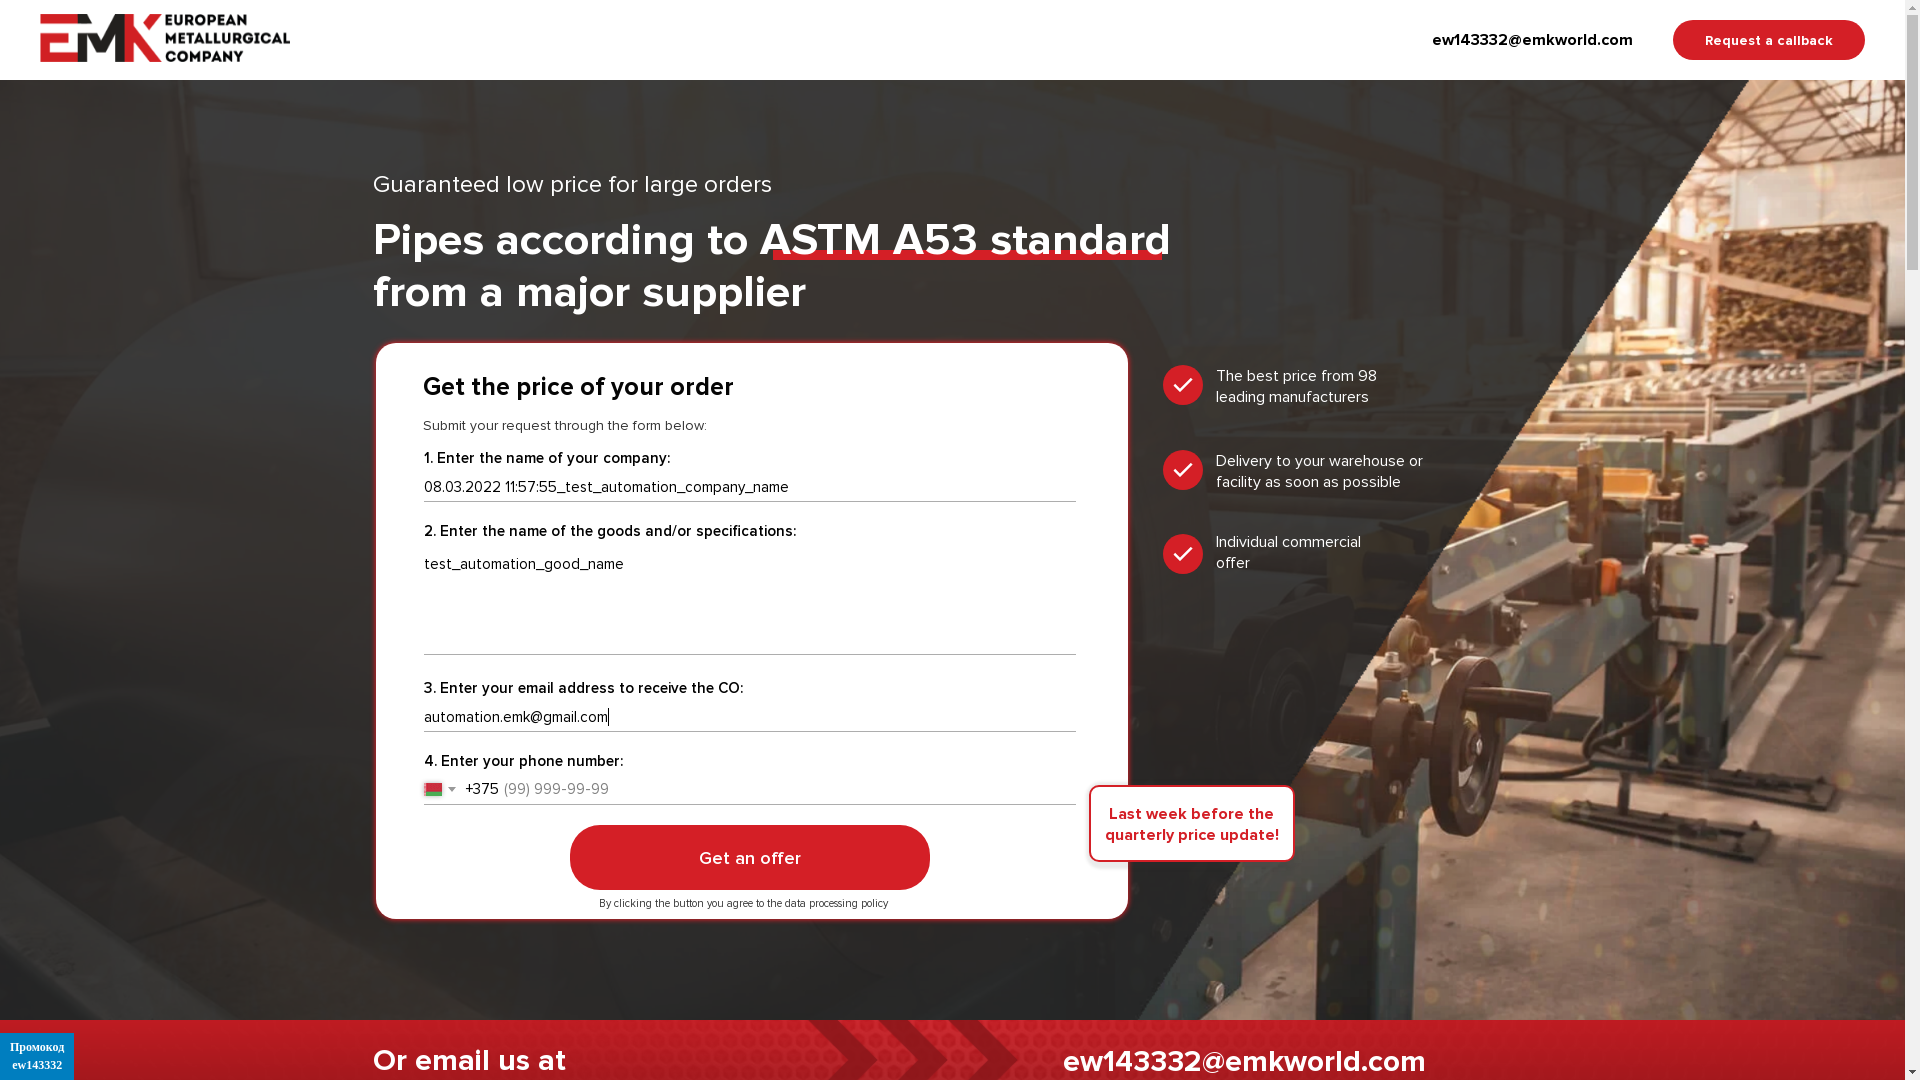 EMK EUROPEAN
METALLURGICAL
COMPANY
ew143332@emkworld.com
Request a callback
Guaranteed low price for large orders
Pipes according to ASTM A53 standard
from a major supplier
Get the price of your order
Submit your request through the form below:
1. Enter the name of your company:
08.03.2022 11:57:55_test_automation_company_name
2. Enter the name of the goods and/or specifications:
test_automation_good_name
3. Enter your email address to receive the CO:
automation.emk@gmail.com
4. Enter your phone number:
+375 (99) 999-99-99
Get an offer
By clicking the button you agree to the data processing policy
The best price from 98
leading manufacturers
Delivery to your warehouse or
facility as soon as possible
Individual commercial
offer
Last week before the
quarterly price update!
Or email us at
ew143332@emkworld.com
Промокод
ew143332